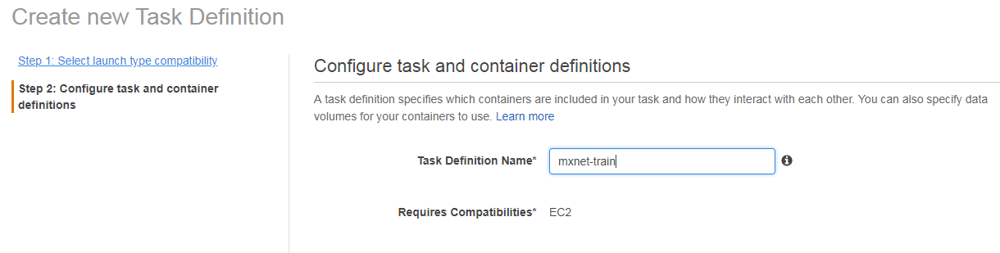 Create new Task Definition
Step 1: Select launch type compatibility
Step 2: Configure task and container
definitions
Configure task and container definitions
A task definition specifies which containers are included in your task and how they interact with each other. You can also specify data
volumes for your containers to use. Learn more
Task Definition Name* mxnet-train
Requires Compatibilities* EC2